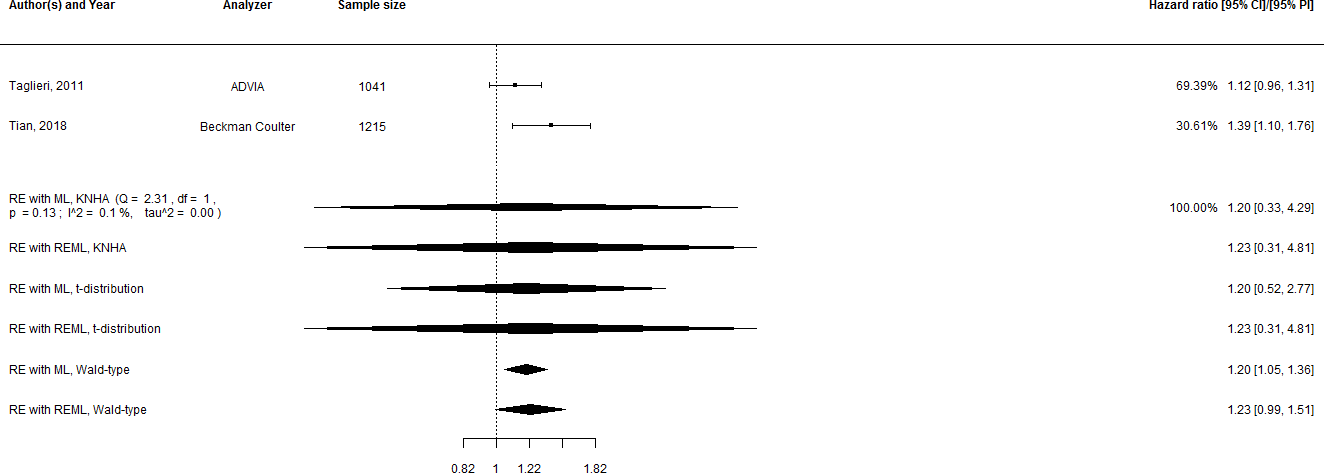 Author(s) and Year Analyzer Sample size Hazard ratio [95% CI]/[95% PI]
Taglieri, 2011 ADVIA 1041 69.39% 1.12 [0.96, 1.31]
Tian, 2018 Beckman Coulter 1215 30.61% 1.39 [1.10, 1.76]
RE with ML, KNHA (Q = 2.31 , df = 1 ,
p = 0.13 ; I^2 = 0.1 %, tau^2 = 0.00 ) 100.00% 1.20 [0.33, 4.29]
RE with REML, KNHA 1.23 [0.31, 4.81]
RE with ML, t-distribution 1.20 [0.52, 2.77]
RE with REML, t-distribution 1.23 [0.31, 4.81]
RE with ML, Wald-type 1.20 [1.05, 1.36]
RE with REML, Wald-type 1.23 [0.99, 1.51]
0.82 1 1.22 1.82